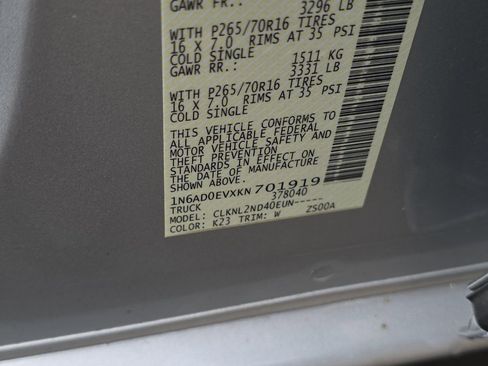 GAWR FR.: 3296 LB
WITH P265/70R16 TIRES
16 X 7.0 RIMS AT 35 PSI
COLD SINGLE
GAWR RR.: 1511 KG
3331 LB
WITH P265/70R16 TIRES
16 X 7.0 RIMS AT 35 PSI
COLD SINGLE
THIS VEHICLE CONFORMS TO
ALL APPLICABLE FEDERAL
MOTOR VEHICLE SAFETY AND
THEFT PREVENTION
STANDARDS IN EFFECT ON
THE DATE OF MANUFACTURE
SHOWN ABOVE.
1N6AD0EVXKN701919
TRUCK 378040
MODEL: CLKNL2ND40EUN-----
COLOR: K23 TRIM: W ZS00A